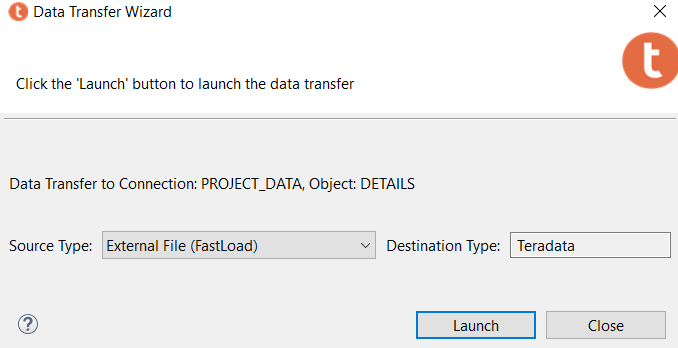 Data Transfer Wizard
Click the 'Launch' button to launch the data transfer
Data Transfer to Connection: PROJECT_DATA, Object: DETAILS
Source Type: External File (FastLoad) Destination Type: Teradata
Launch Close